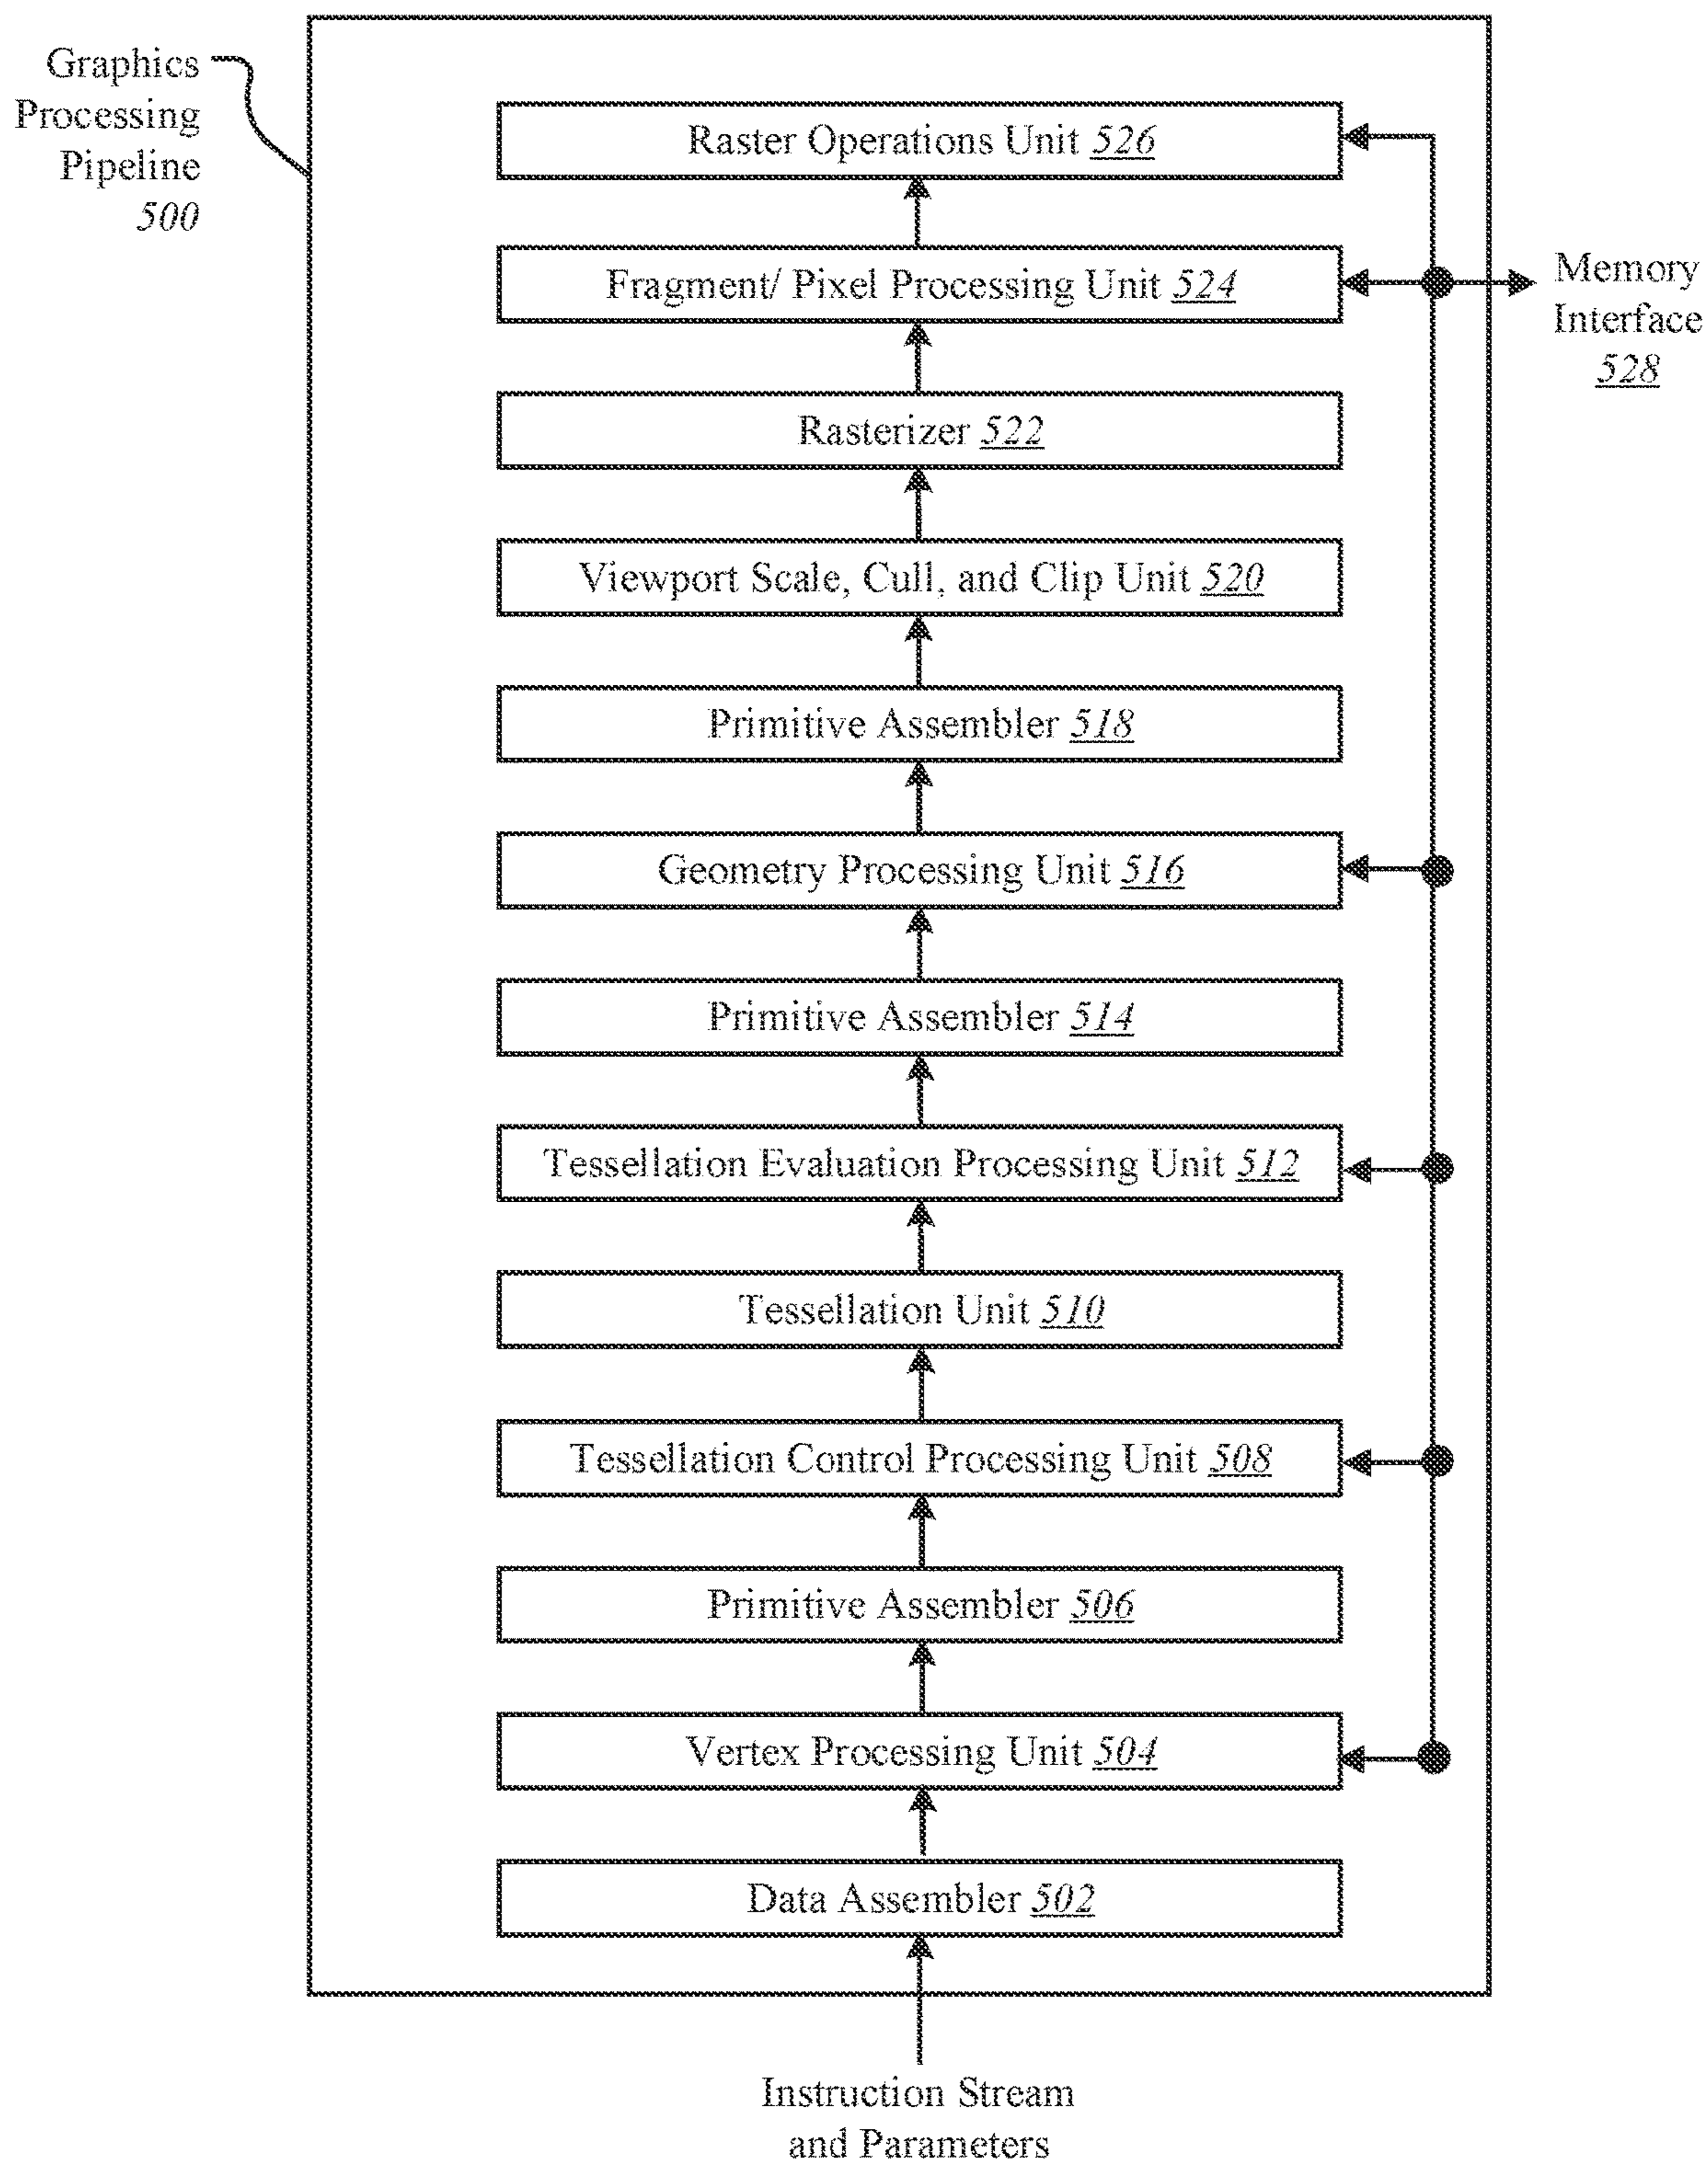 Graphics
Processing
Pipeline
500
Raster Operations Unit 526
Fragment/ Pixel Processing Unit 524
Memory
Interface
528
Rasterizer 522
Viewport Scale, Cull, and Clip Unit 520
Primitive Assembler 518
Geometry Processing Unit 516
Primitive Assembler 514
Tessellation Evaluation Processing Unit 512
Tessellation Unit 510
Tessellation Control Processing Unit 508
Primitive Assembler 506
Vertex Processing Unit 504
Data Assembler 502
Instruction Stream
and Parameters